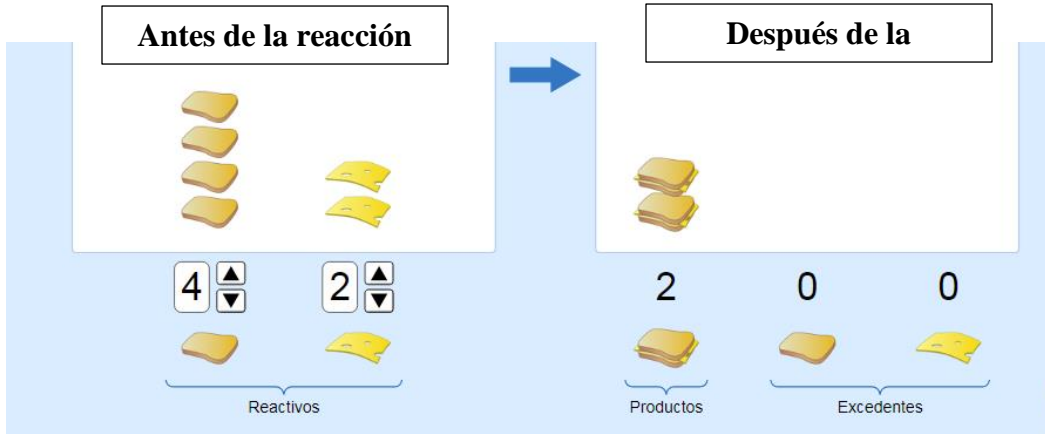 Antes de la reacción
Después de la
4 2 2 0 0
Reactivos Productos Excedentes